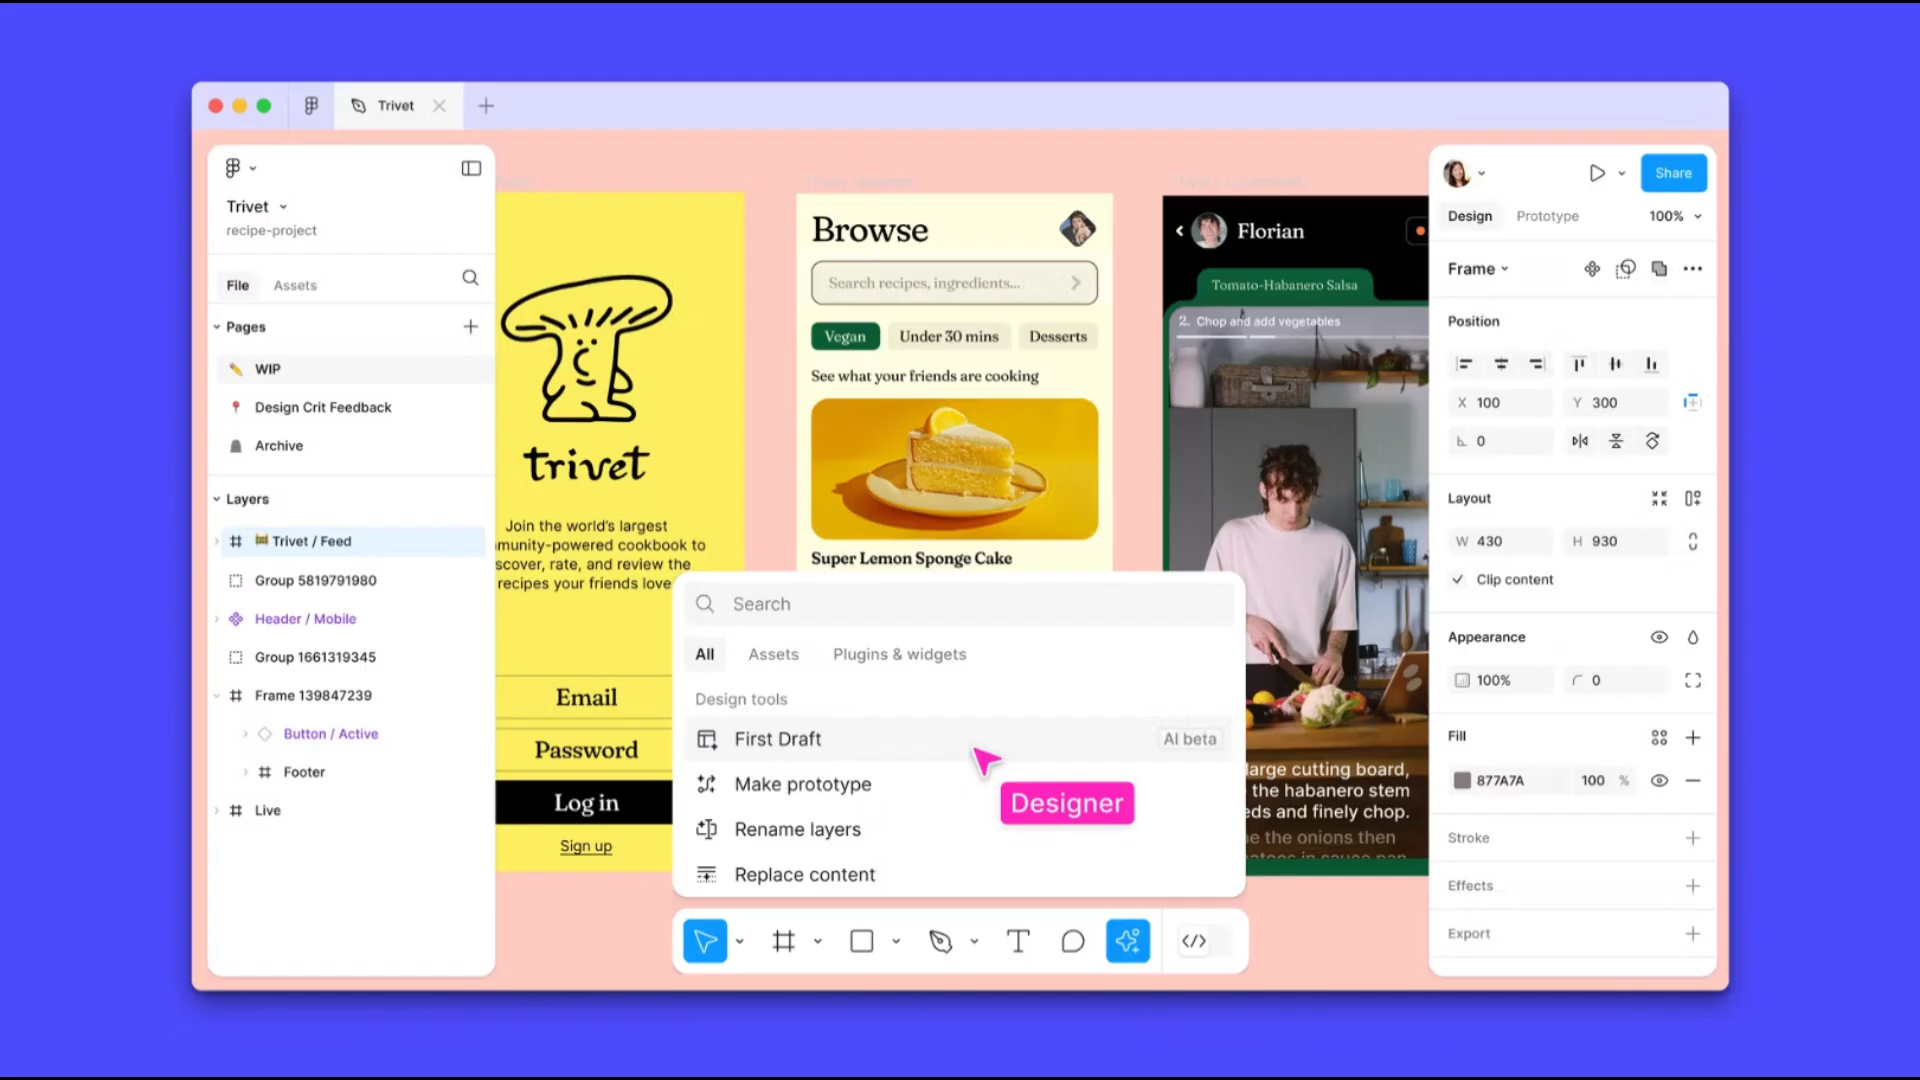 Trivet
Trivet
recipe-project
File
Assets
Pages
WIP
Design Crit Feedback
Archive
Layers
Trivet / Feed
Group 5819791980
Header / Mobile
Group 1661319345
Frame 139847239
Button / Active
Footer
Live
trivet
Join the world's largest
munity-powered cookbook to
scover, rate, and review the
recipes your friends love
Email
Password
Log in
Sign up
Browse
Search recipes, ingredients...
Vegan
Under 30 mins
Desserts
See what your friends are cooking
Super Lemon Sponge Cake
Florian
Tomato-Habanero Salsa
2. Chop and add vegetables
large cutting board,
the habanero stem
eds and finely chop.
e the onions then
Search
All
Assets
Plugins & widgets
Design tools
First Draft
AI beta
Make prototype
Rename layers
Replace content
Designer
Share
Design
Prototype
100%
Frame
Position
X 100
Y 300
0
Layout
W 430
H 930
Clip content
Appearance
100%
0
Fill
877A7A
100 %
Stroke
Effects
Export